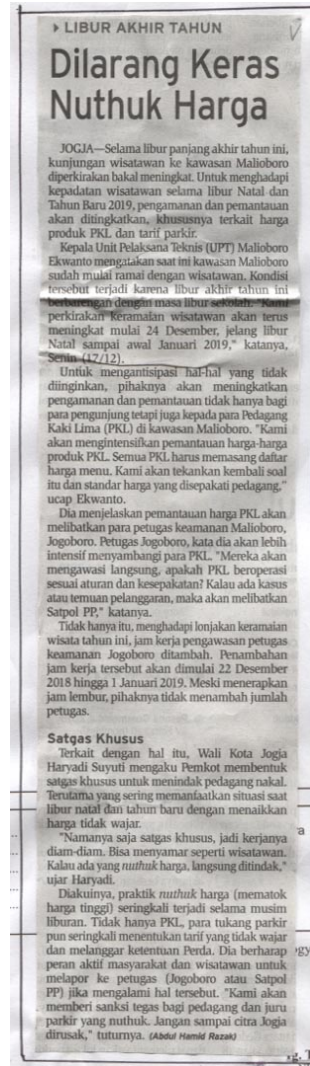 LIBUR AKHIR TAHUN
Dilarang Keras
Nuthuk Harga
JOGJA—Selama libur panjang akhir tahun ini,
kunjungan wisatawan ke kawasan Malioboro
diperkirakan bakal meningkat. Untuk menghadapi
kepadatan wisatawan selama libur Natal dan
Tahun Baru 2019, pengamanan dan pemantauan
akan ditingkatkan, khususnya terkait harga
produk PKL dan tarif parkir.
Kepala Unit Pelaksana Teknis (UPT) Malioboro
Ekwanto mengatakan saat ini kawasan Malioboro
sudah mulai ramai dengan wisatawan. Kondisi
tersebut terjadi karena libur akhir tahun ini
berbarengan dengan masa libur sekolah. "Kami
perkirakan keramaian wisatawan akan terus
meningkat mulai 24 Desember, jelang libur
Natal sampai awal Januari 2019," katanya,
Senin (17/12).
Untuk mengantisipasi hal-hal yang tidak
diinginkan, pihaknya akan meningkatkan
pengamanan dan pemantauan tidak hanya bagi
para pengunjung tetapi juga kepada para Pedagang
Kaki Lima (PKL) di kawasan Malioboro. "Kami
akan mengintensifkan pemantauan harga-harga
produk PKL. Semua PKL harus memasang daftar
harga menu. Kami akan tekankan kembali soal
itu dan standar harga yang disepakati pedagang,"
ucap Ekwanto.
Dia menjelaskan pemantauan harga PKL akan
melibatkan para petugas keamanan Malioboro,
Jogoboro. Petugas Jogoboro, kata dia akan lebih
intensif menyambangi para PKL. "Mereka akan
mengawasi langsung, apakah PKL beroperasi
sesuai aturan dan kesepakatan? Kalau ada kasus
atau temuan pelanggaran, maka akan melibatkan
Satpol PP," katanya.
Tidak hanya itu, menghadapi lonjakan keramaian
wisata tahun ini, jam kerja pengawasan petugas
keamanan Jogoboro ditambah. Penambahan
jam kerja tersebut akan dimulai 22 Desember
2018 hingga 1 Januari 2019. Meski menerapkan
jam lembur, pihaknya tidak menambah jumlah
petugas.
Satgas Khusus
Terkait dengan hal itu, Wali Kota Jogja
Haryadi Suyuti mengaku Pemkot membentuk
satgas khusus untuk menindak pedagang nakal.
Terutama yang sering memanfaatkan situasi saat
libur natal dan tahun baru dengan menaikkan
harga tidak wajar.
"Namanya saja satgas khusus, jadi kerjanya
diam-diam. Bisa menyamar seperti wisatawan.
Kalau ada yang nuthuk harga, langsung ditindak,"
ujar Haryadi.
Diakuinya, praktik nuthuk harga (mematok
harga tinggi) seringkali terjadi selama musim
liburan. Tidak hanya PKL, para tukang parkir
pun seringkali menentukan tarif yang tidak wajar
dan melanggar ketentuan Perda. Dia berharap
peran aktif masyarakat dan wisatawan untuk
melapor ke petugas (Jogoboro atau Satpol
PP) jika mengalami hal tersebut. "Kami akan
memberi sanksi tegas bagi pedagang dan juru
parkir yang nuthuk. Jangan sampai citra Jogja
dirusak," tuturnya. (Abdul Hamid Razak)